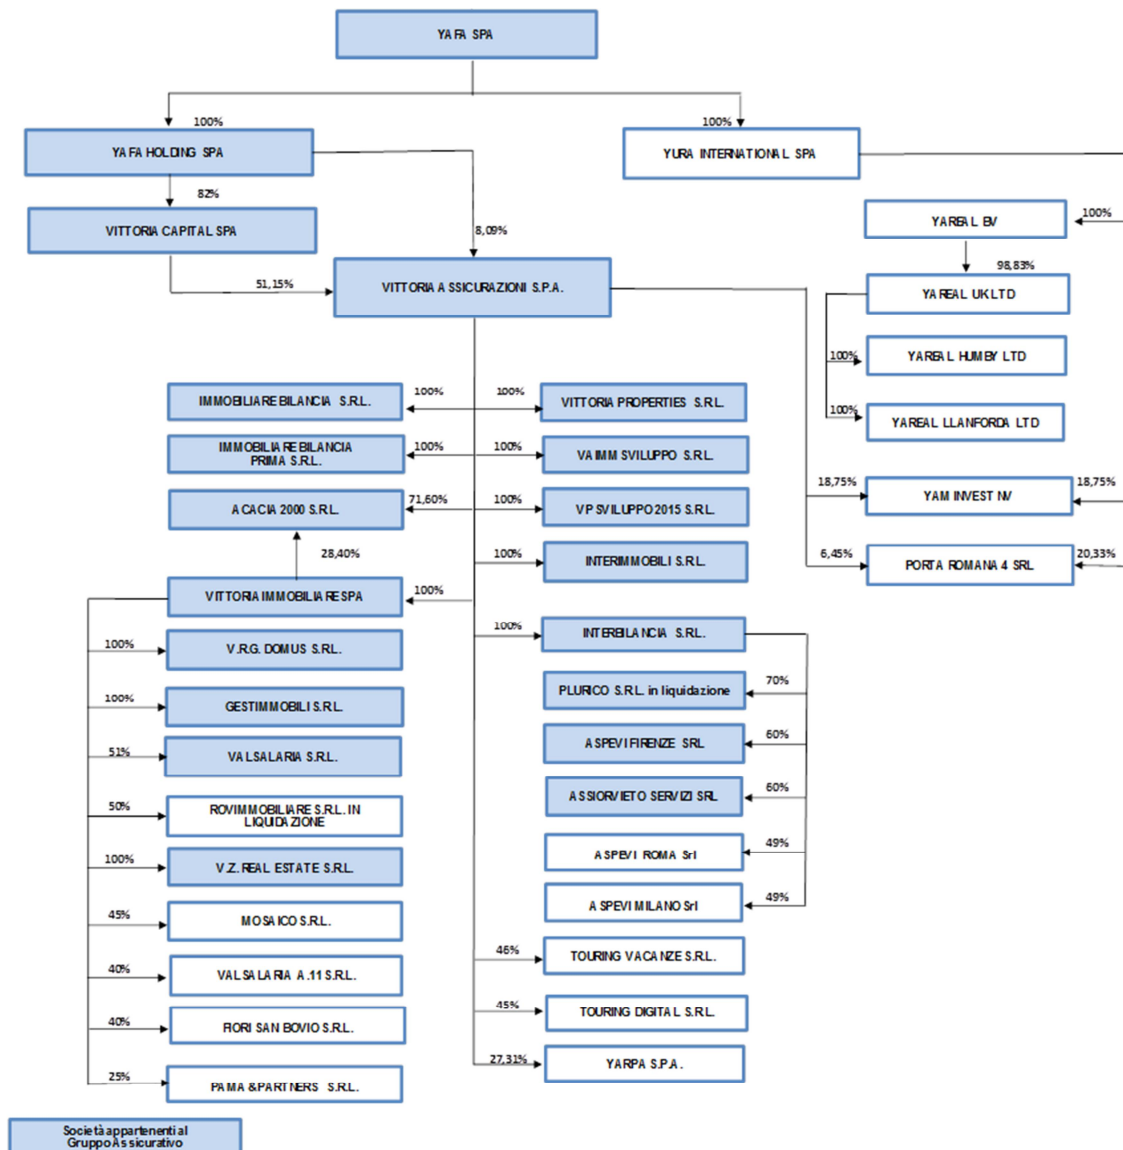 YAFA SPA
100%
100%
YAFA HOLDING SPA
YURA INTERNATIONAL SPA
82%
VITTORIA CAPITAL SPA
8,09%
YAREAL BV
100%
51,15%
VITTORIA ASSICURAZIONI S.P.A.
98,83%
YAREAL UK LTD
100%
YAREAL HUMBY LTD
100%
YAREAL LLANFORDA LTD
IMMOBILIARE BILANCIA S.R.L.
100%
100%
VITTORIA PROPERTIES S.R.L.
IMMOBILIARE BILANCIA
PRIMA S.R.L.
100%
100%
VAIMM SVILUPPO S.R.L.
ACACIA 2000 S.R.L.
71,60%
100%
VP SVILUPPO 2015 S.R.L.
18,75%
YAM INVEST NV
18,75%
28,40%
100%
INTERIMMOBILI S.R.L.
6,45%
PORTA ROMANA 4 SRL
20,33%
VITTORIA IMMOBILIARE SPA
100%
100%
INTERBILANCIA S.R.L.
100%
V.R.G. DOMUS S.R.L.
PLURICO S.R.L. in liquidazione
70%
100%
GESTIMMOBILI S.R.L.
ASPEVI FIRENZE SRL
60%
51%
VALSALARIA S.R.L.
ASSIORVIETO SERVIZI SRL
60%
50%
ROVIMMOBILIARE S.R.L. IN
LIQUIDAZIONE
ASPEVI ROMA Srl
49%
100%
V.Z. REAL ESTATE S.R.L.
ASPEVI MILANO Srl
49%
45%
MOSAICO S.R.L.
46%
TOURING VACANZE S.R.L.
40%
VALSALARIA A.11 S.R.L.
45%
TOURING DIGITAL S.R.L.
40%
FIORI SAN BOVIO S.R.L.
27,31%
YARPA S.P.A.
25%
PAMA & PARTNERS S.R.L.
Società appartenenti al
Gruppo Assicurativo